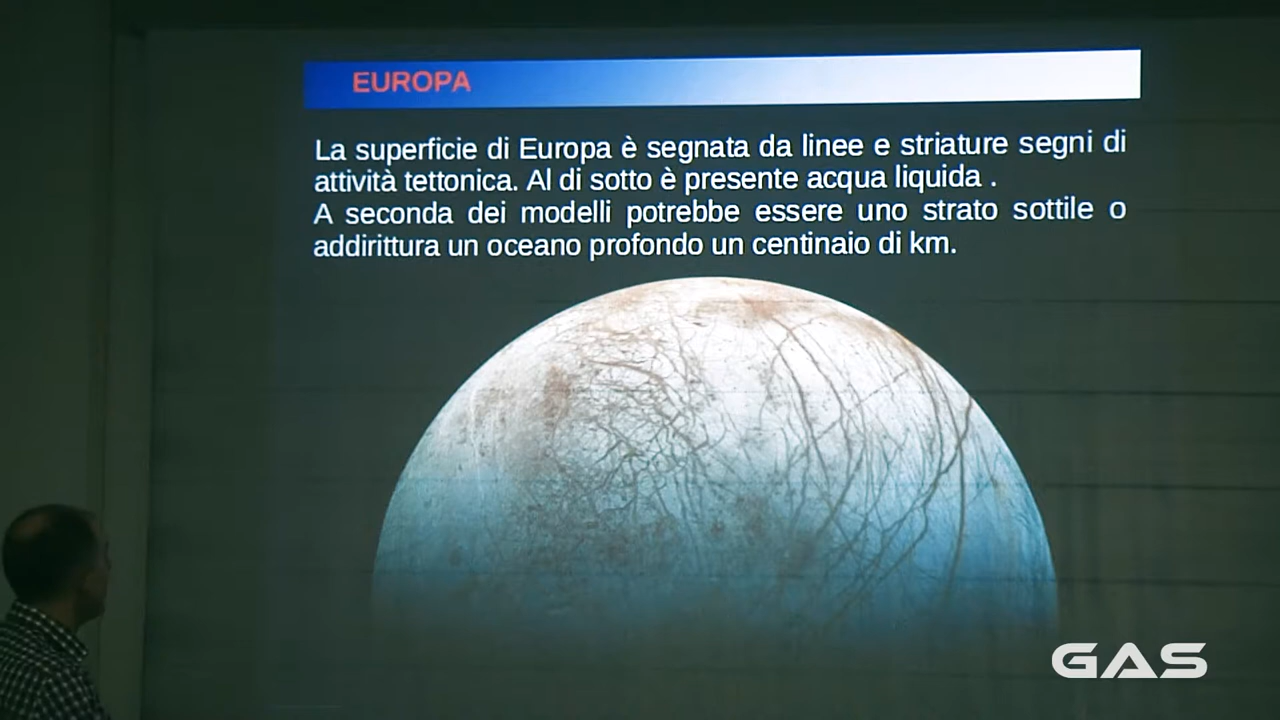 EUROPA
La superficie di Europa è segnata da linee e striature segni di
attività tettonica. Al di sotto è presente acqua liquida .
A seconda dei modelli potrebbe essere uno strato sottile o
addirittura un oceano profondo un centinaio di km.
GAS